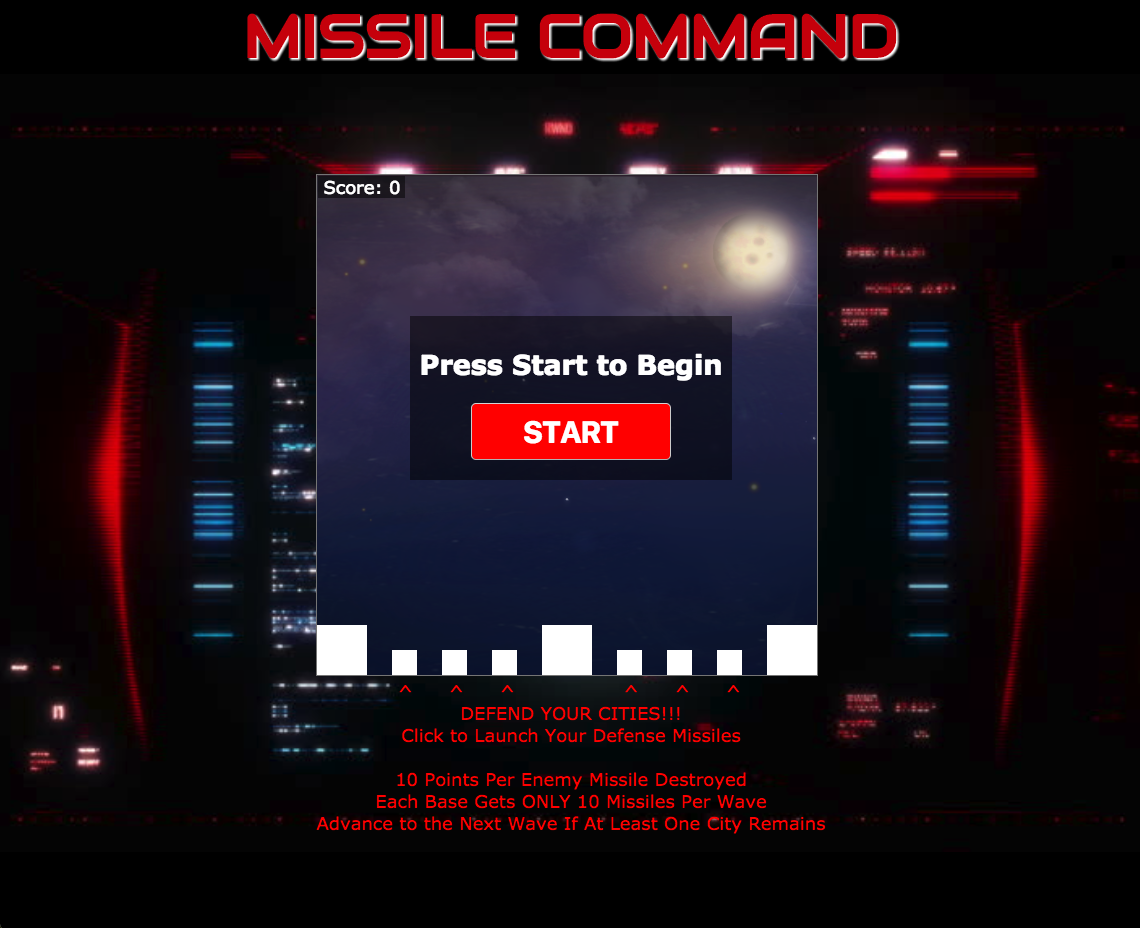 MISSILE COMMAND
Score: 0
Press Start to Begin
START
^ ^ ^ ^ ^ ^
DEFEND YOUR CITIES!!!
Click to Launch Your Defense Missiles
10 Points Per Enemy Missile Destroyed
Each Base Gets ONLY 10 Missiles Per Wave
Advance to the Next Wave If At Least One City Remains